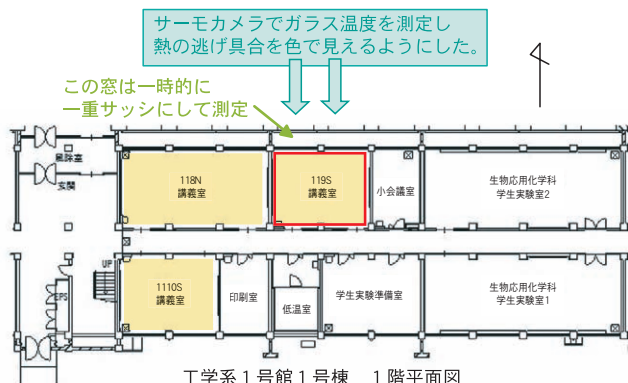 サーモカメラでガラス温度を測定し
熱の逃げ具合を色で見えるようにした。
この窓は一時的に
一重サッシにして測定
風除室
玄関
118N
講義室
119S
講義室
小会議室
生物応用化学科
学生実験室2
UP
EPS
1110S
講義室
印刷室
低温室
学生実験準備室
生物応用化学科
学生実験室1
工学系1号館1号棟 1階平面図